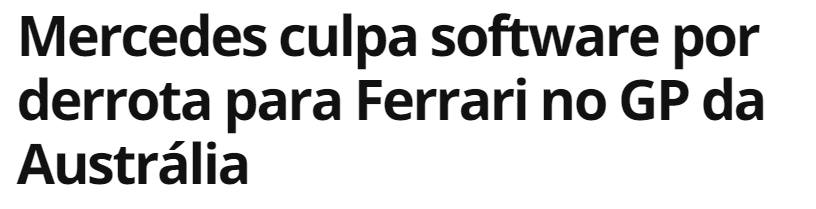 Mercedes culpa software por
derrota para Ferrari no GP da
Austrália